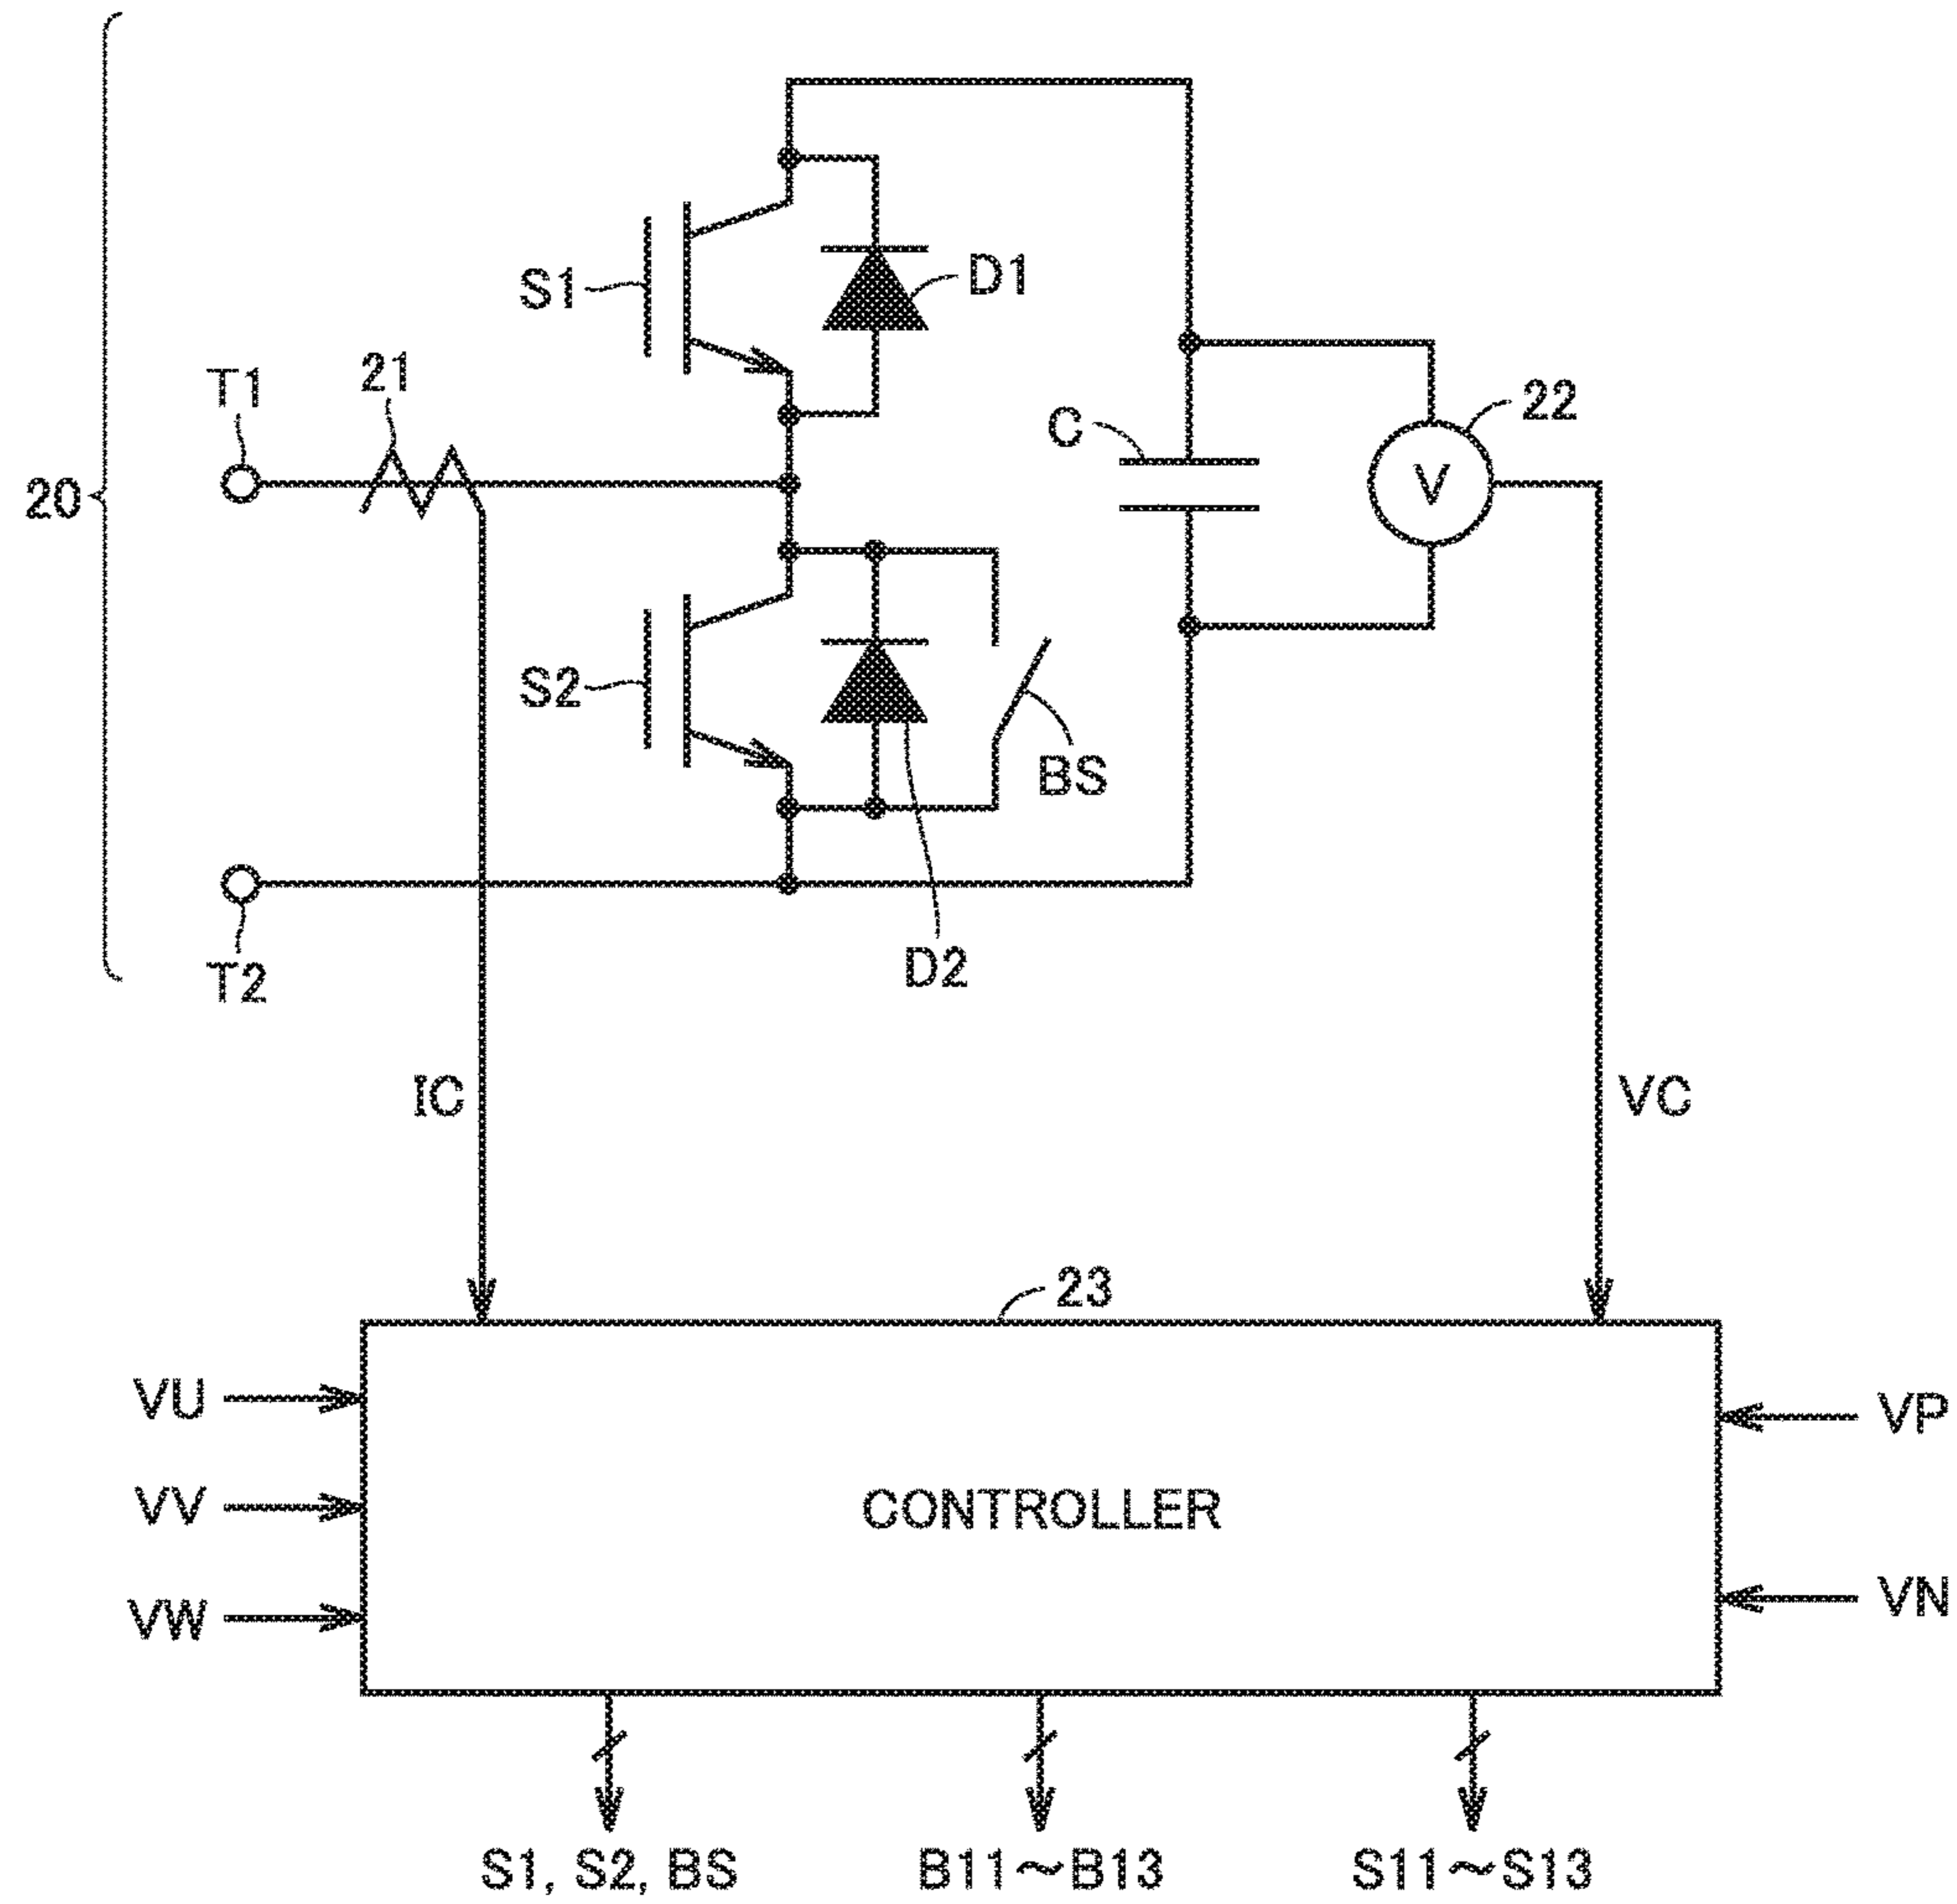 20
T1
21
S1
D1
C
22
V
S2
BS
T2
D2
IC
VC
23
VU
VV
VW
CONTROLLER
VP
VN
S1, S2, BS
B11~B13
S11~S13